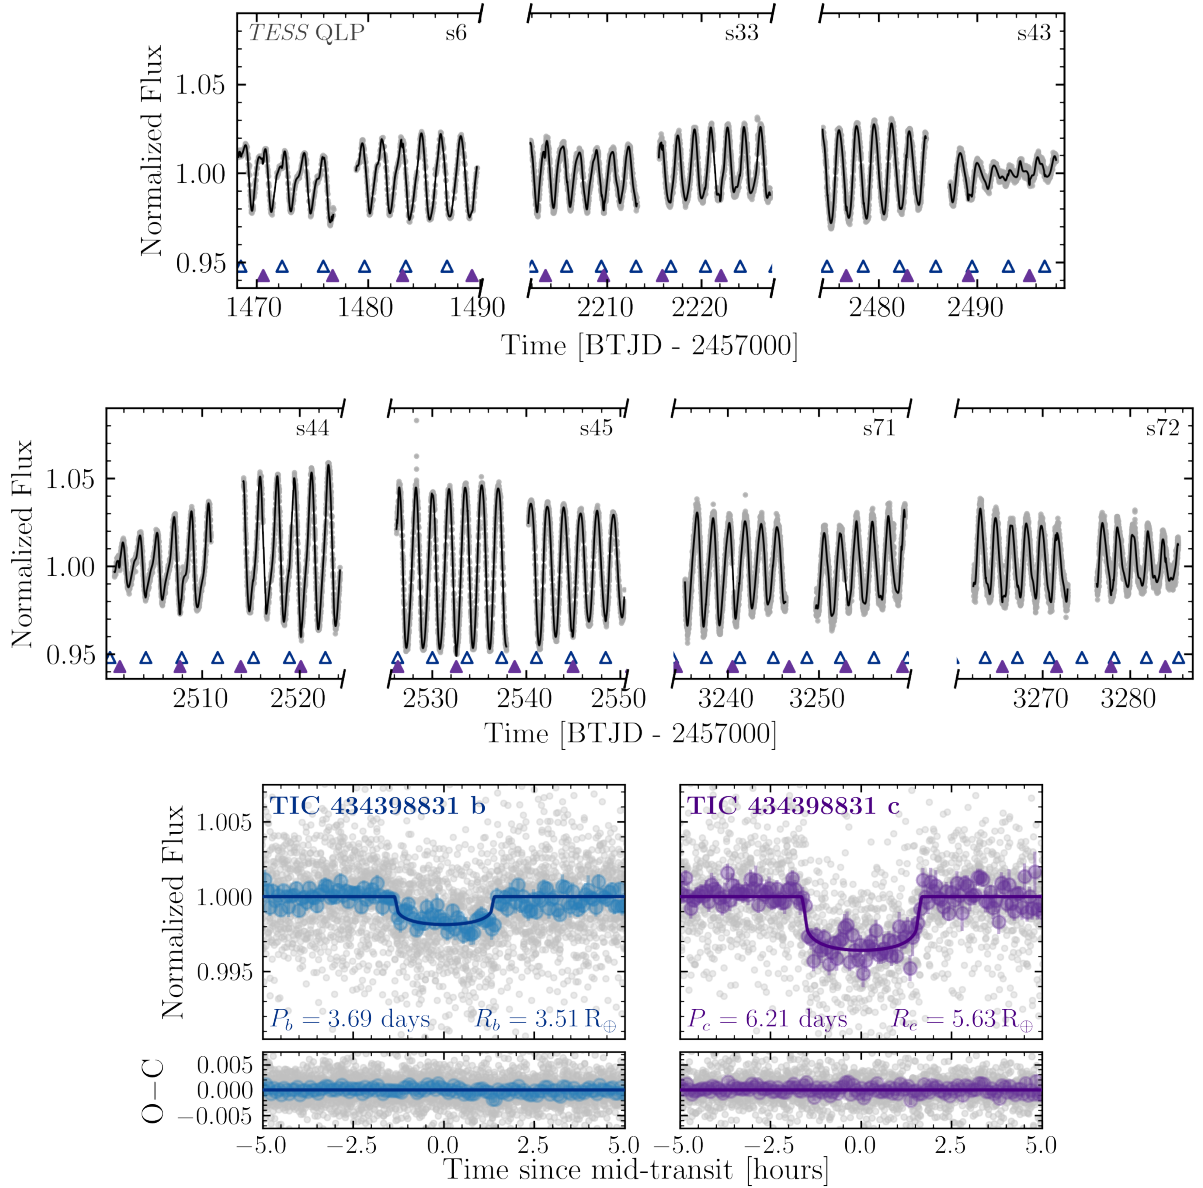 TESS QLP
s6
s33
s43
Normalized Flux
1.05
1.00
0.95
1470
1480
1490
2210
2220
2480
2490
Time [BTJD - 2457000]
s44
s45
s71
s72
Normalized Flux
1.05
1.00
0.95
2510
2520
2530
2540
2550
3240
3250
3270
3280
Time [BTJD - 2457000]
TIC 434398831 b
TIC 434398831 c
Normalized Flux
1.005
1.000
0.995
P_b = 3.69 days
R_b = 3.51 R_⊕
P_c = 6.21 days
R_c = 5.63 R_⊕
O−C
0.005
0.000
−0.005
−5.0
−2.5
0.0
2.5
5.0
−5.0
−2.5
0.0
2.5
5.0
Time since mid-transit [hours]